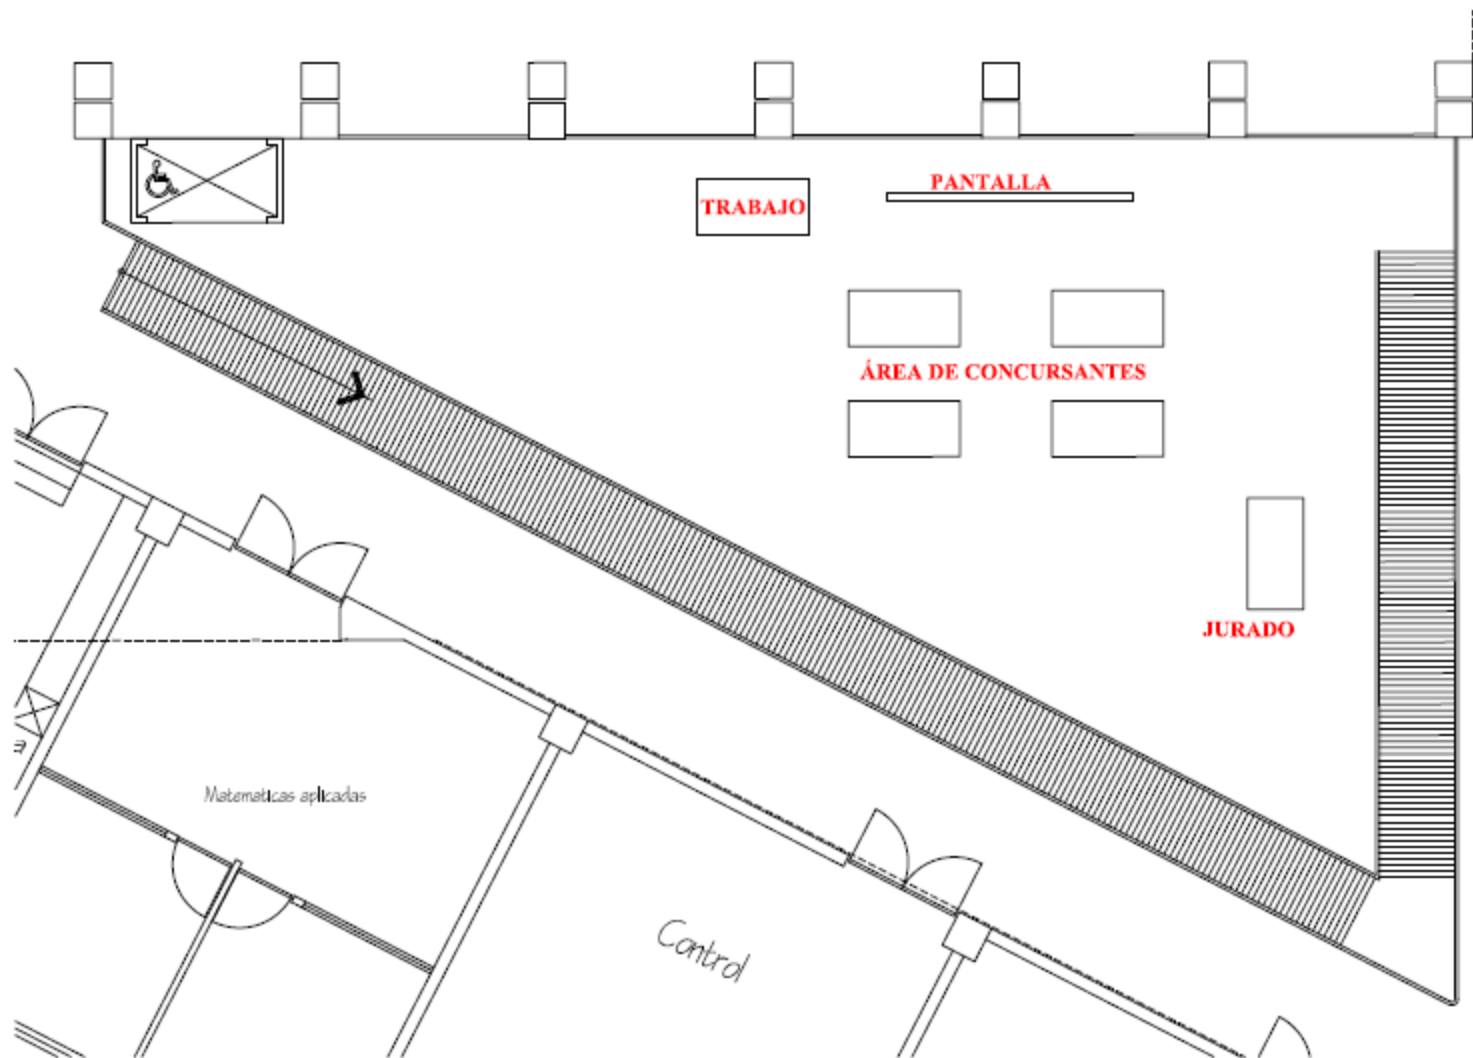 PANTALLA
TRABAJO
ÁREA DE CONCURSANTES
JURADO
Matematicas aplicadas
Control